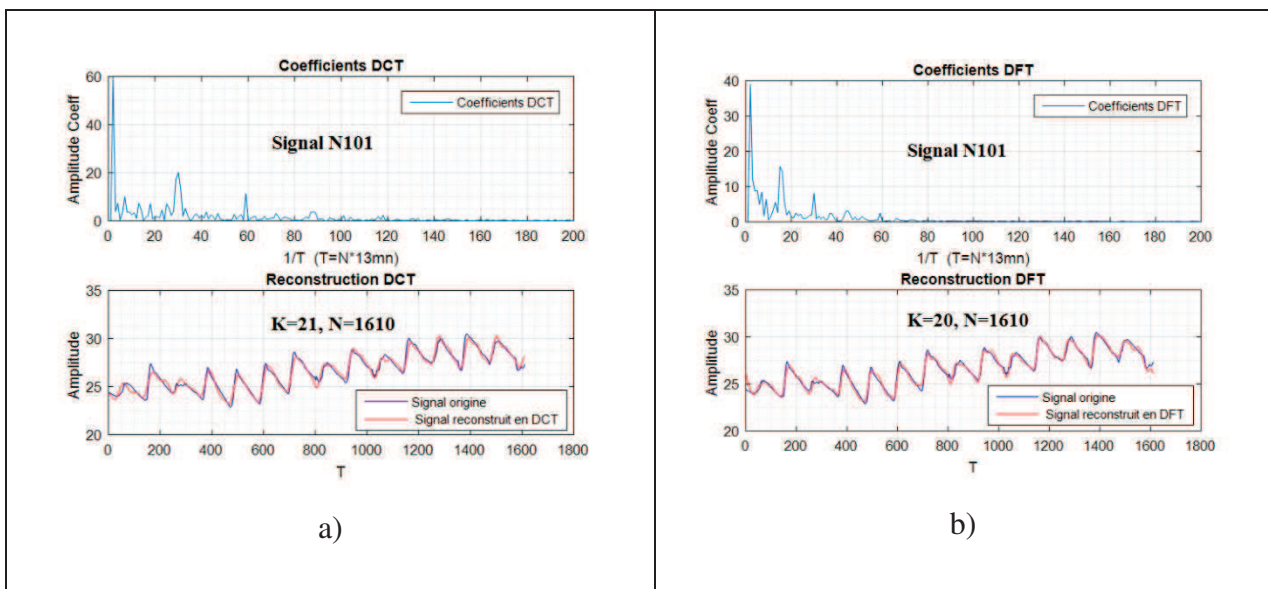 Coefficients DCT
60
40
20
0
Amplitude Coeff
Coefficients DCT
Signal N101
0 20 40 60 80 100 120 140 160 180 200
1/T (T=N*13mn)
Reconstruction DCT
35
30
25
20
Amplitude
K=21, N=1610
Signal origine
Signal reconstruit en DCT
0 200 400 600 800 1000 1200 1400 1600 1800
T
a)
Coefficients DFT
40
30
20
10
0
Amplitude Coeff
Coefficients DFT
Signal N101
0 20 40 60 80 100 120 140 160 180 200
1/T (T=N*13mn)
Reconstruction DFT
35
30
25
20
Amplitude
K=20, N=1610
Signal origine
Signal reconstruit en DFT
0 200 400 600 800 1000 1200 1400 1600 1800
T
b)